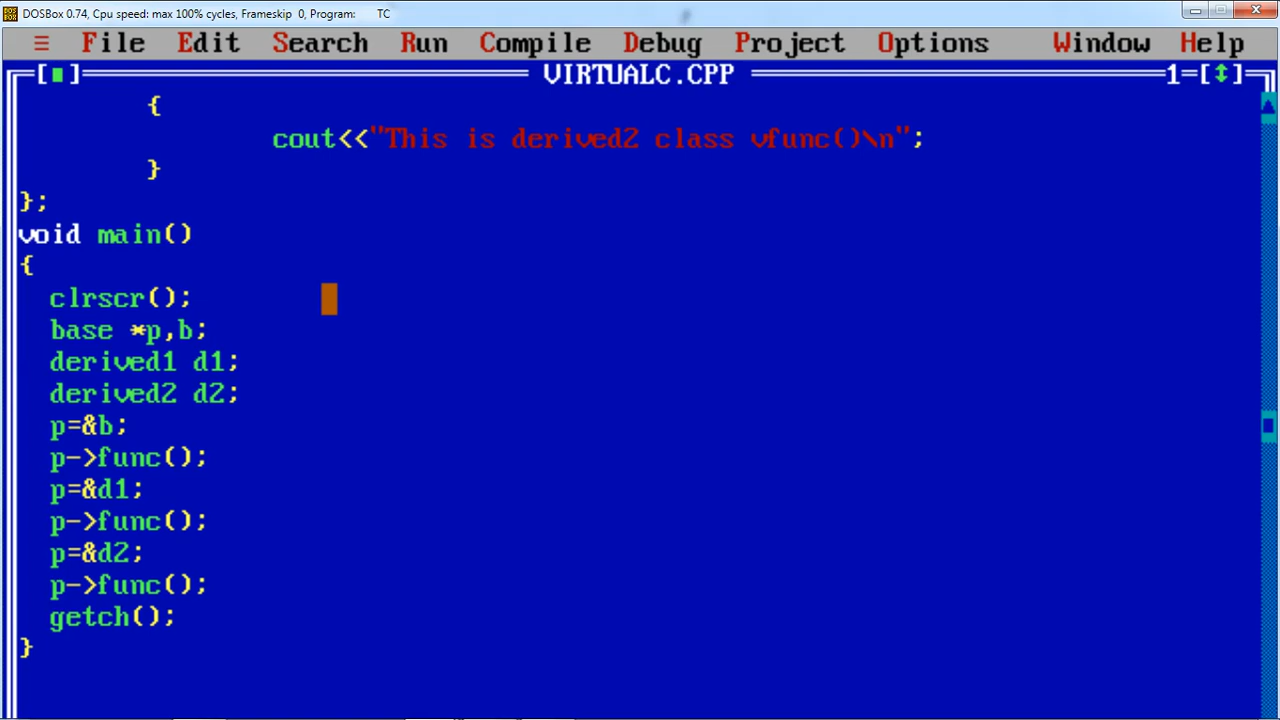 DOSBox 0.74, Cpu speed: max 100% cycles, Frameskip 0, Program: TC
≡ File Edit Search Run Compile Debug Project Options Window Help
[■] VIRTUALC.CPP 1=[↕]
{
cout<<"This is derived2 class vfunc()\n";
}
};
void main()
{
clrscr();
base *p,b;
derived1 d1;
derived2 d2;
p=&b;
p->func();
p=&d1;
p->func();
p=&d2;
p->func();
getch();
}